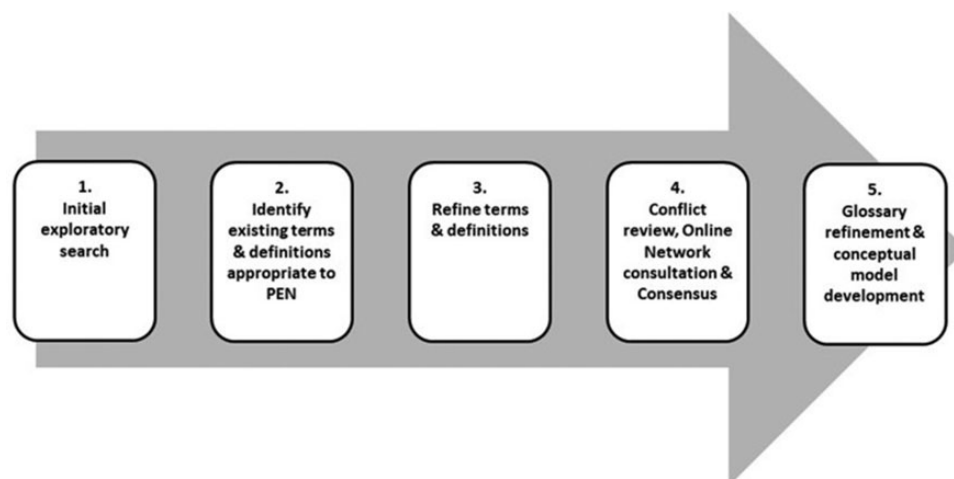 1.
Initial
exploratory
search
2.
Identify
existing terms
& definitions
appropriate to
PEN
3.
Refine terms
& definitions
4.
Conflict
review, Online
Network
consultation &
Consensus
5.
Glossary
refinement &
conceptual
model
development